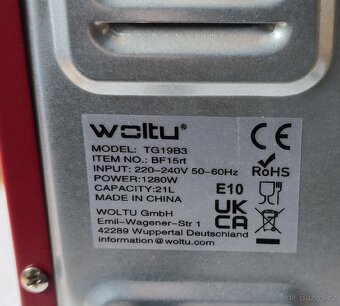 woltu®
MODEL: TG19B3
ITEM NO.: BF15rt
INPUT: 220-240V 50-60Hz
POWER:1280W
CAPACITY:21L
MADE IN CHINA
WOLTU GmbH
Emil-Wagener-Str 1
42289 Wuppertal Deutschland
information@woltu.com
CE
RoHS
E10
UK
CA